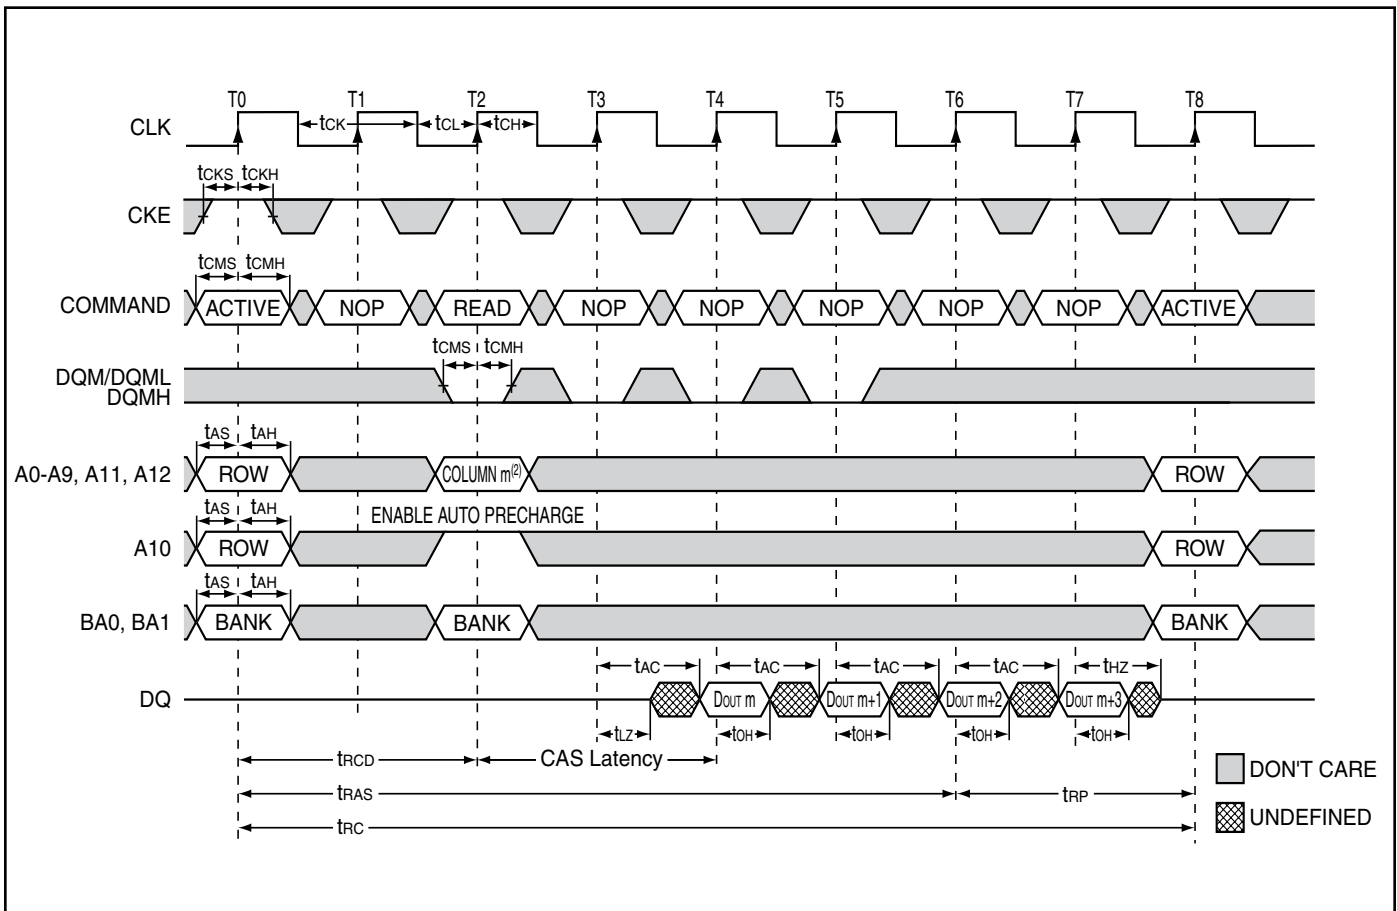 T0 T1 T2 T3 T4 T5 T6 T7 T8
CLK tCK tCL tCH
tCKS tCKH
CKE
tCMS tCMH
COMMAND ACTIVE NOP READ NOP NOP NOP NOP NOP ACTIVE
tCMS tCMH
DQM/DQML
DQMH
tAS tAH
A0-A9, A11, A12 ROW COLUMN m(2) ROW
tAS tAH ENABLE AUTO PRECHARGE
A10 ROW ROW
tAS tAH
BA0, BA1 BANK BANK BANK
tAC tAC tAC tAC tHZ
DQ DOUT m DOUT m+1 DOUT m+2 DOUT m+3
tLZ tOH tOH tOH tOH
tRCD CAS Latency
DON'T CARE
tRAS tRP
UNDEFINED
tRC